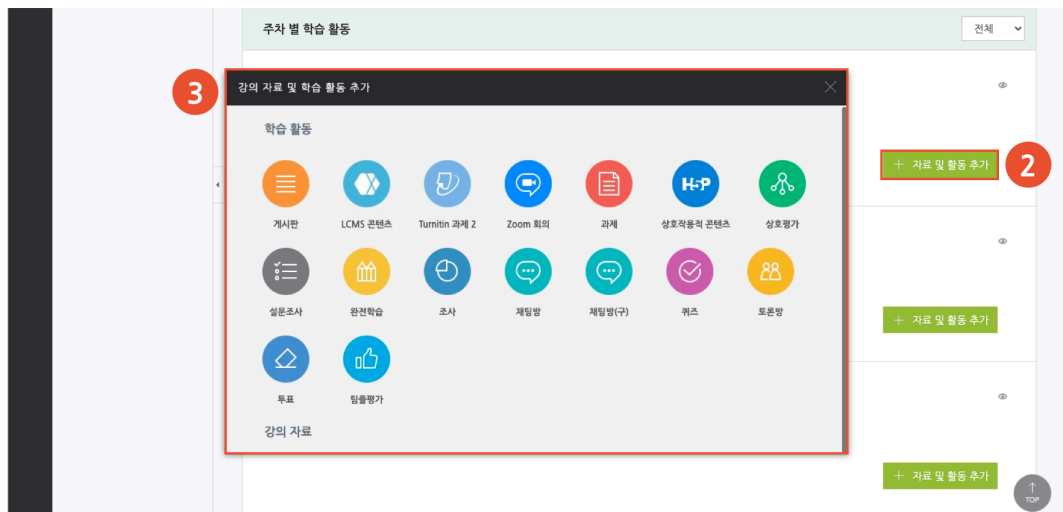 주차 별 학습 활동
전체
3
강의 자료 및 학습 활동 추가
학습 활동
+ 자료 및 활동 추가
2
H-P
게시판
LCMS 콘텐츠
Turnitin 과제 2
Zoom 회의
과제
상호작용적 콘텐츠
상호평가
설문조사
완전학습
조사
채팅방
채팅방(구)
퀴즈
토론방
+ 자료 및 활동 추가
투표
팀플평가
강의 자료
+ 자료 및 활동 추가
TOP